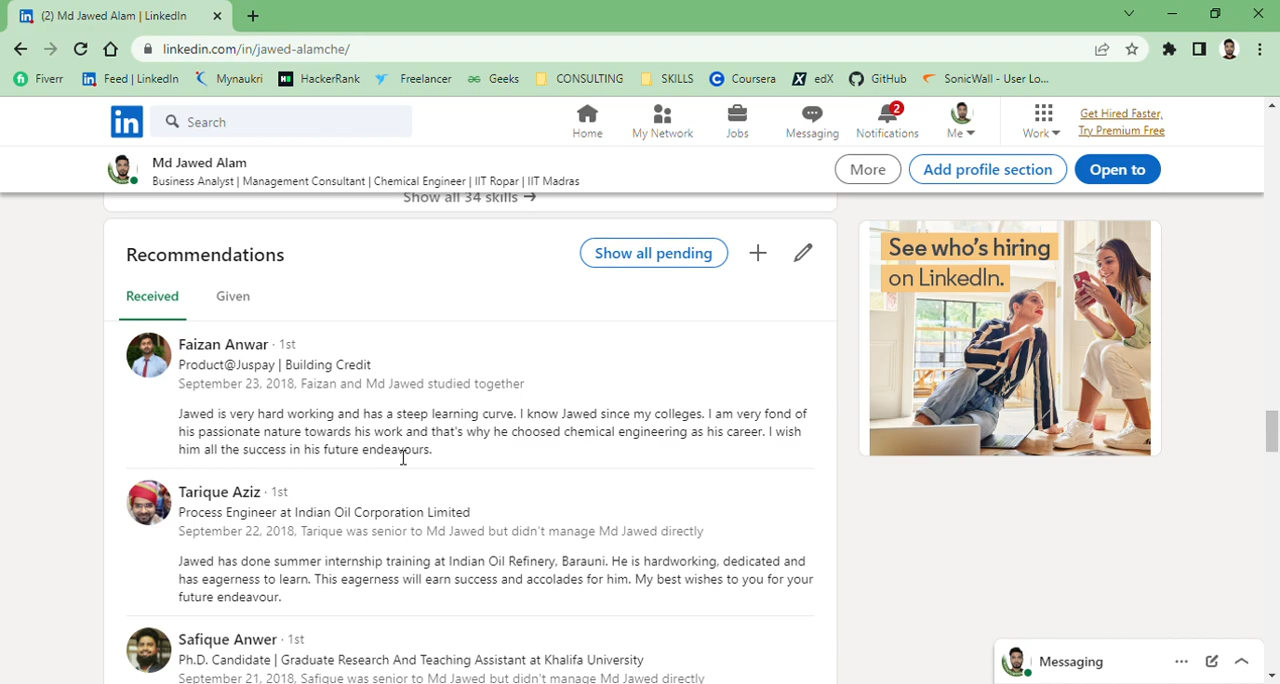 (2) Md Jawed Alam | LinkedIn
linkedin.com/in/jawed-alamche/
Fiverr Feed | LinkedIn Mynaukri HackerRank Freelancer Geeks CONSULTING SKILLS Coursera edX GitHub SonicWall - User Lo...
in Search Home My Network Jobs Messaging 2 Notifications Me Work Get Hired Faster,
Try Premium Free
Md Jawed Alam
Business Analyst | Management Consultant | Chemical Engineer | IIT Ropar | IIT Madras
More Add profile section Open to
Show all 34 skills →
Recommendations Show all pending
Received Given
Faizan Anwar · 1st
Product@Juspay | Building Credit
September 23, 2018, Faizan and Md Jawed studied together
Jawed is very hard working and has a steep learning curve. I know Jawed since my colleges. I am very fond of
his passionate nature towards his work and that's why he choosed chemical engineering as his career. I wish
him all the success in his future endeavours.
Tarique Aziz · 1st
Process Engineer at Indian Oil Corporation Limited
September 22, 2018, Tarique was senior to Md Jawed but didn't manage Md Jawed directly
Jawed has done summer internship training at Indian Oil Refinery, Barauni. He is hardworking, dedicated and
has eagerness to learn. This eagerness will earn success and accolades for him. My best wishes to you for your
future endeavour.
Safique Anwer · 1st
Ph.D. Candidate | Graduate Research And Teaching Assistant at Khalifa University
September 21, 2018, Safique was senior to Md Jawed but didn't manage Md Jawed directly
See who's hiring
on LinkedIn.
Messaging